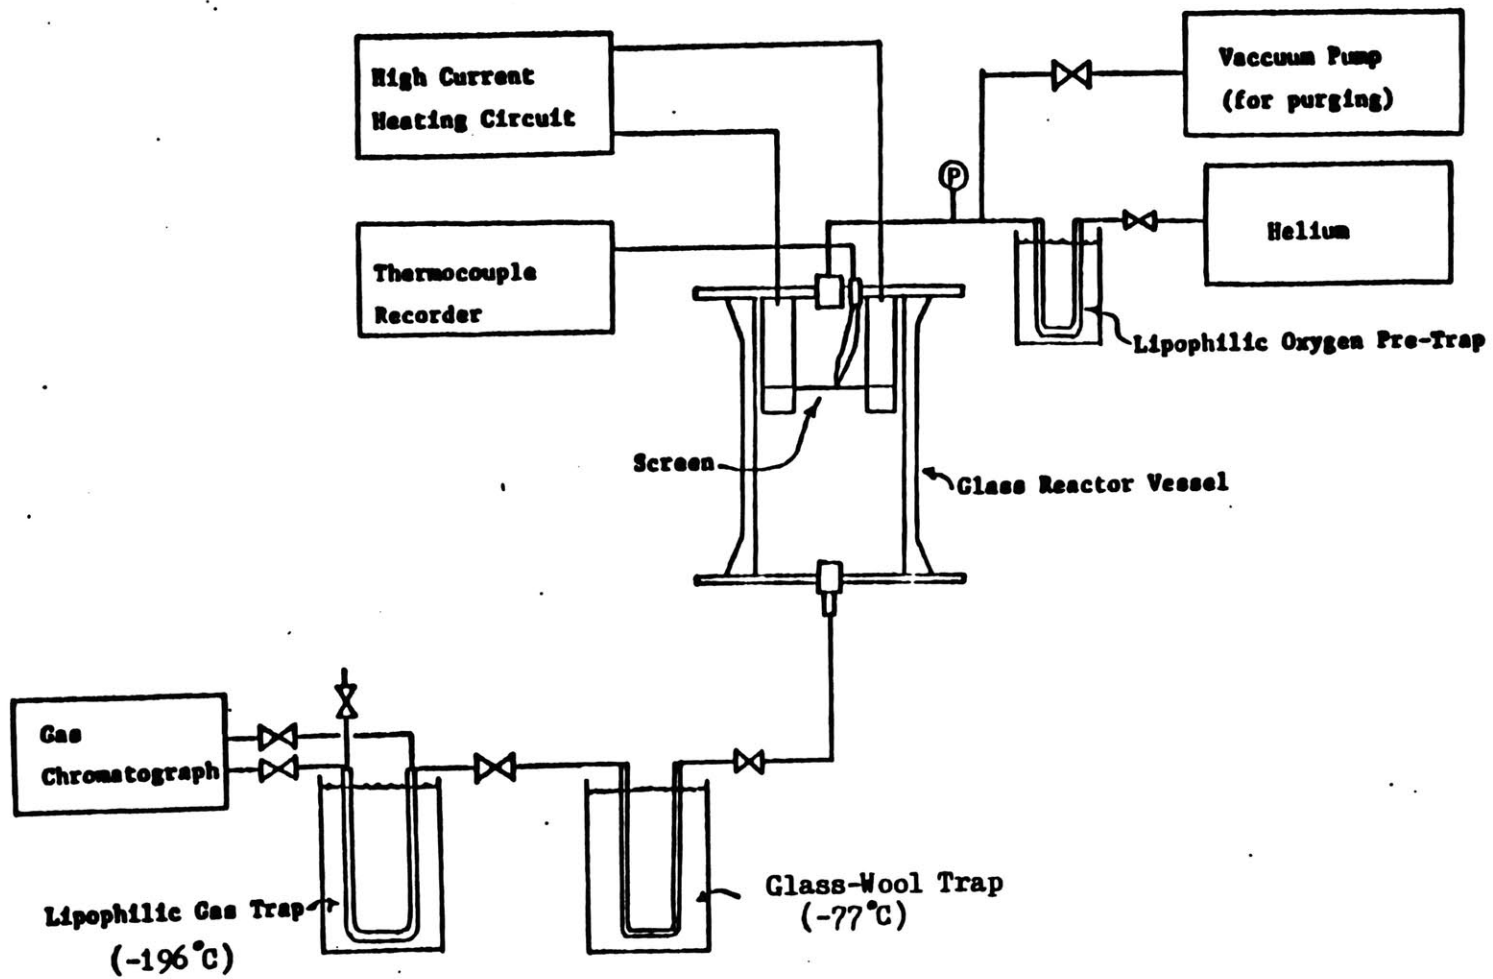 High Current
Heating Circuit
Vaccuum Pump
(for purging)
P
Helium
Thermocouple
Recorder
Lipophilic Oxygen Pre-Trap
Screen
Glass Reactor Vessel
Gas
Chromatograph
Glass-Wool Trap
(-77°C)
Lipophilic Gas Trap
(-196°C)